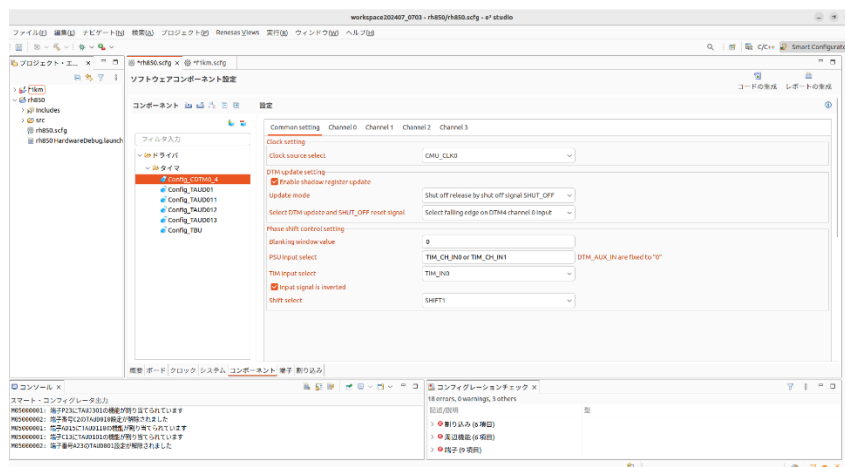 workspace202407_0703 - rh850/rh850.scfg - e² studio
ファイル(F) 編集(E) ナビゲート(N) 検索(A) プロジェクト(P) Renesas Views 実行(R) ウィンドウ(W) ヘルプ(H)
C/C++ Smart Configurator
プロジェクト・エ... ×
*rh850.scfg × *f1km.scfg
f1km
rh850
Includes
src
rh850.scfg
rh850 HardwareDebug.launch
ソフトウェアコンポーネント設定
コードの生成 レポートの生成
コンポーネント
フィルタ入力
ドライバ
タイマ
Config_CDTM0_4
Config_TAUD01
Config_TAUD011
Config_TAUD012
Config_TAUD013
Config_TBU
設定
Common setting Channel 0 Channel 1 Channel 2 Channel 3
Clock setting
Clock source select CMU_CLK0
DTM update setting
Enable shadow register update
Update mode Shut off release by shut off signal SHUT_OFF
Select DTM update and SHUT_OFF reset signal Select falling edge on DTM4 channel 0 input
Phase shift control setting
Blanking window value 0
PSU input select TIM_CH_IN0 or TIM_CH_IN1 DTM_AUX_IN are fixed to "0"
TIM input select TIM_IN0
Input signal is inverted
Shift select SHIFT1
概要 ボード クロック システム コンポーネント 端子 割り込み
コンソール ×
スマート・コンフィグレータ出力
M05000001: 端子P23にTAUJ3O1の機能が割り当てられています
M05000002: 端子番号C2のTAUD0I0設定が解除されました
M05000001: 端子AD15にTAUD1I0の機能が割り当てられています
M05000001: 端子C13にTAUD1O1の機能が割り当てられています
M05000002: 端子番号A23のTAUD0O1設定が解除されました
コンフィグレーションチェック ×
18 errors, 0 warnings, 3 others
記述/説明 型
割り込み (6 項目)
周辺機能 (6 項目)
端子 (9 項目)